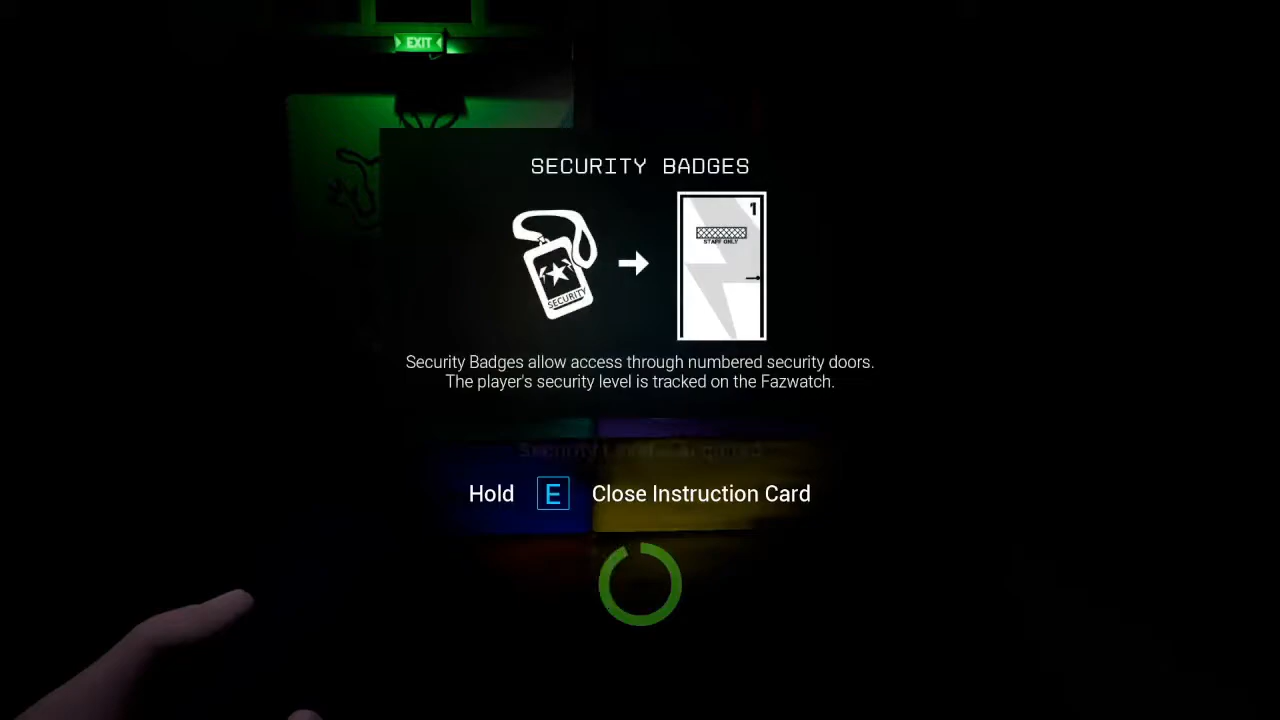 EXIT
SECURITY BADGES
1
STAFF ONLY
SECURITY
Security Badges allow access through numbered security doors.
The player's security level is tracked on the Fazwatch.
Hold E Close Instruction Card